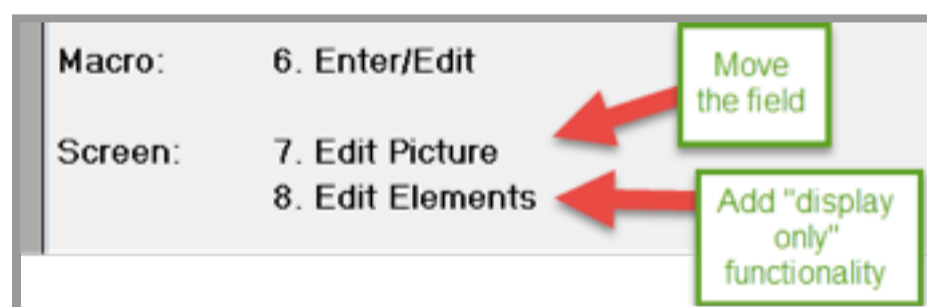 Macro: 6. Enter/Edit
Move
the field
Screen: 7. Edit Picture
8. Edit Elements
Add "display
only"
functionality